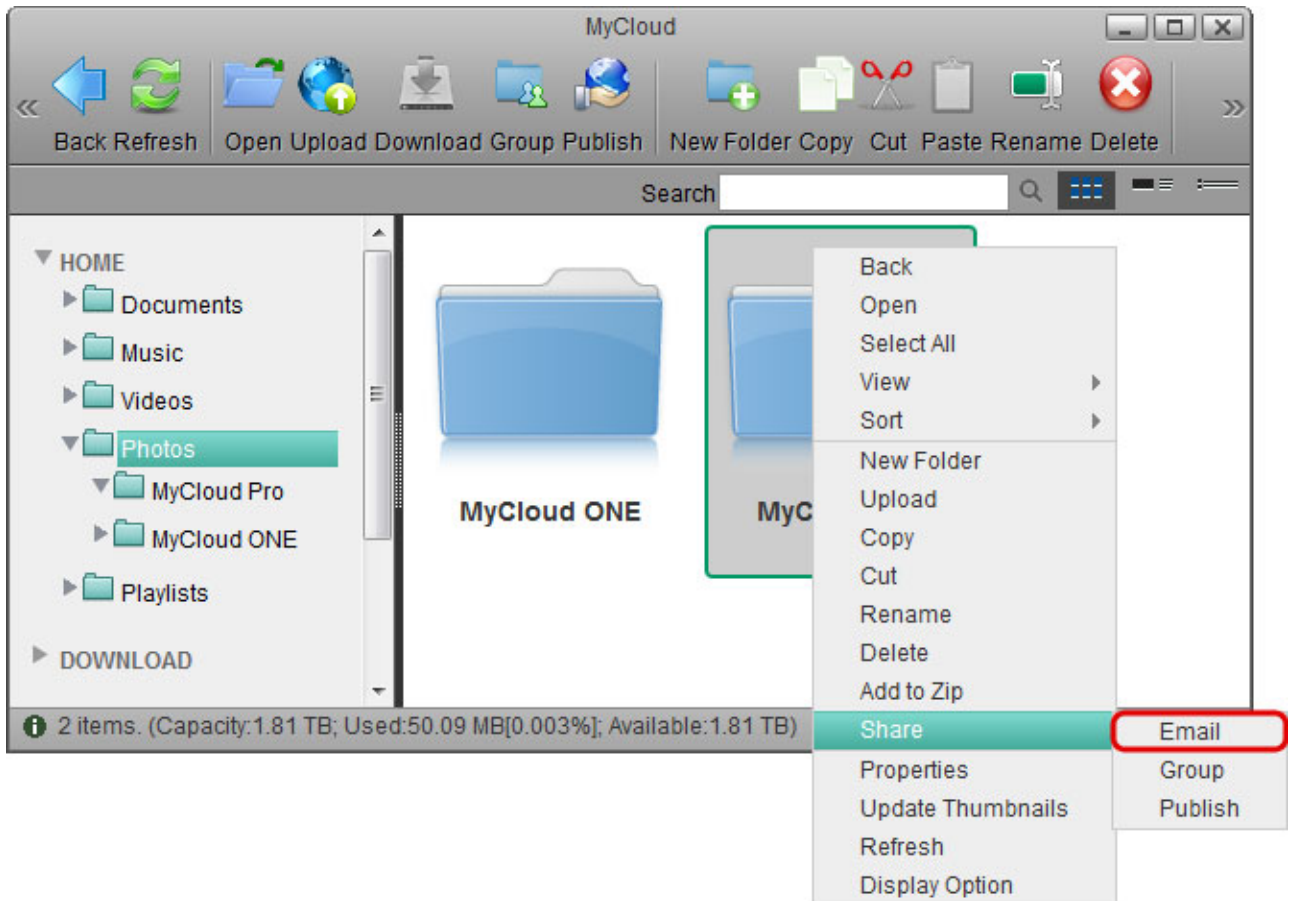 MyCloud
Back Refresh Open Upload Download Group Publish New Folder Copy Cut Paste Rename Delete
Search
HOME
Documents
Music
Videos
Photos
MyCloud Pro
MyCloud ONE
Playlists
DOWNLOAD
MyCloud ONE
MyC
Back
Open
Select All
View
Sort
New Folder
Upload
Copy
Cut
Rename
Delete
Add to Zip
Share
Properties
Update Thumbnails
Refresh
Display Option
Email
Group
Publish
2 items. (Capacity:1.81 TB; Used:50.09 MB[0.003%]; Available:1.81 TB)